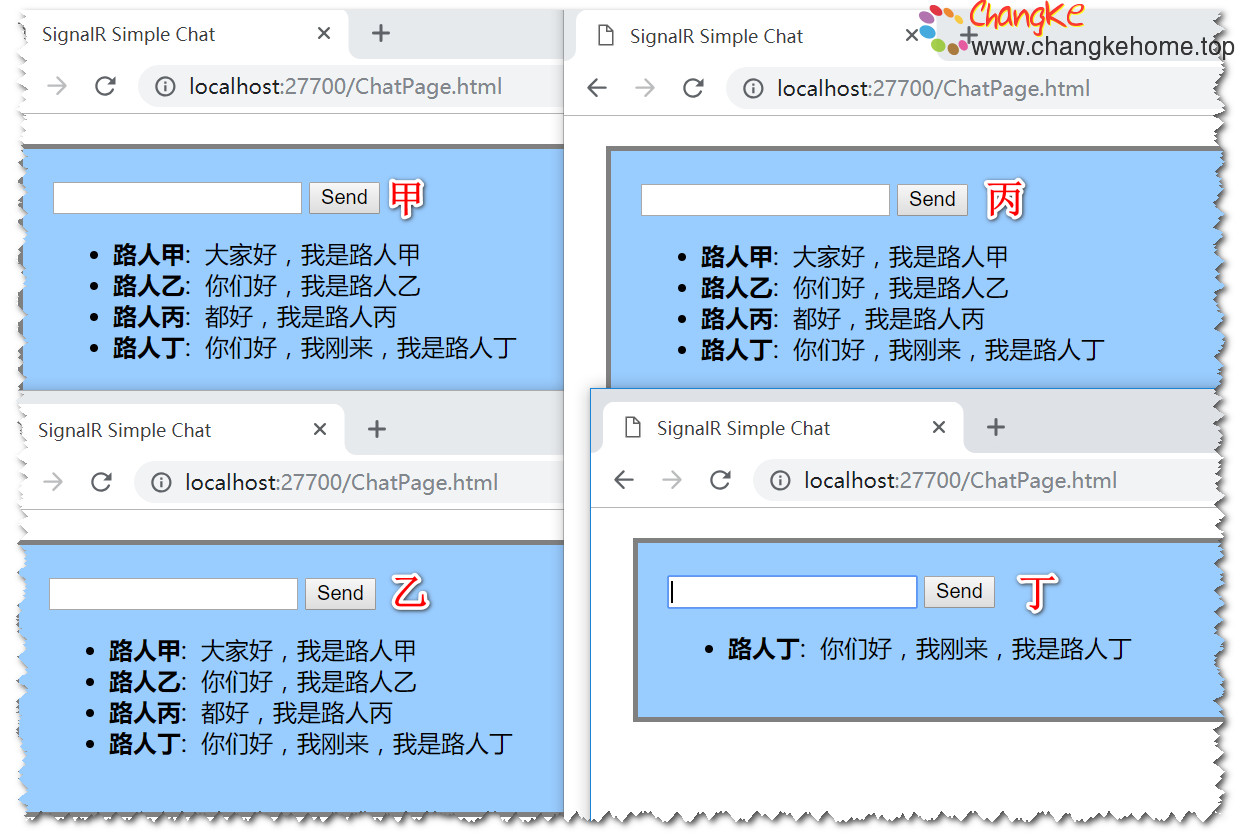 SignalR Simple Chat
localhost:27700/ChatPage.html
Send 甲
路人甲: 大家好，我是路人甲
路人乙: 你们好，我是路人乙
路人丙: 都好，我是路人丙
路人丁: 你们好，我刚来，我是路人丁
ChangKe
www.changkehome.top
SignalR Simple Chat
localhost:27700/ChatPage.html
Send 丙
路人甲: 大家好，我是路人甲
路人乙: 你们好，我是路人乙
路人丙: 都好，我是路人丙
路人丁: 你们好，我刚来，我是路人丁
SignalR Simple Chat
localhost:27700/ChatPage.html
Send 乙
路人甲: 大家好，我是路人甲
路人乙: 你们好，我是路人乙
路人丙: 都好，我是路人丙
路人丁: 你们好，我刚来，我是路人丁
SignalR Simple Chat
localhost:27700/ChatPage.html
Send 丁
路人丁: 你们好，我刚来，我是路人丁